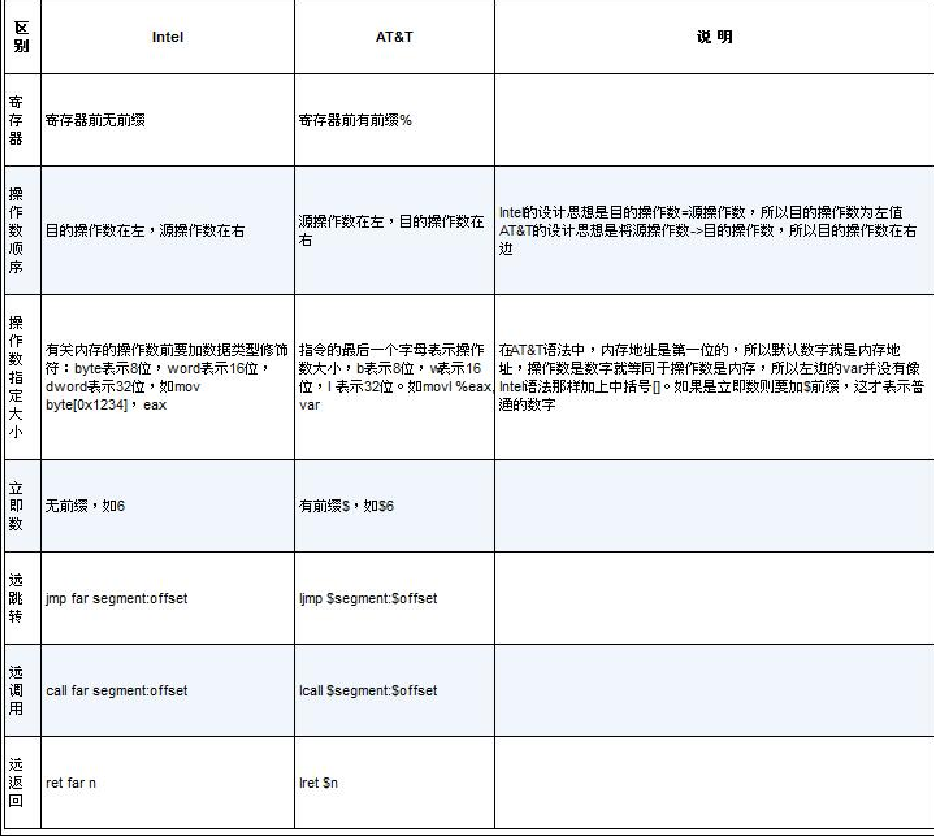 区别
Intel
AT&T
说 明
寄存器
寄存器前无前缀
寄存器前有前缀%
操作数顺序
目的操作数在左，源操作数在右
源操作数在左，目的操作数在
右
Intel的设计思想是目的操作数=源操作数，所以目的操作数为左值
AT&T的设计思想是将源操作数->目的操作数，所以目的操作数在右
边
操作数指定大小
有关内存的操作数前要加数据类型修饰
符：byte表示8位，word表示16位，
dword表示32位，如mov
byte[0x1234]，eax
指令的最后一个字母表示操作
数大小，b表示8位，w表示16
位，l 表示32位。如movl %eax,
var
在AT&T语法中，内存地址是第一位的，所以默认数字就是内存地
址，操作数是数字就等同于操作数是内存，所以左边的var并没有像
Intel语法那样加上中括号[]。如果是立即数则要加$前缀，这才表示普
通的数字
立即数
无前缀，如6
有前缀$，如$6
远跳转
jmp far segment:offset
ljmp $segment:$offset
远调用
call far segment:offset
lcall $segment:$offset
远返回
ret far n
lret $n